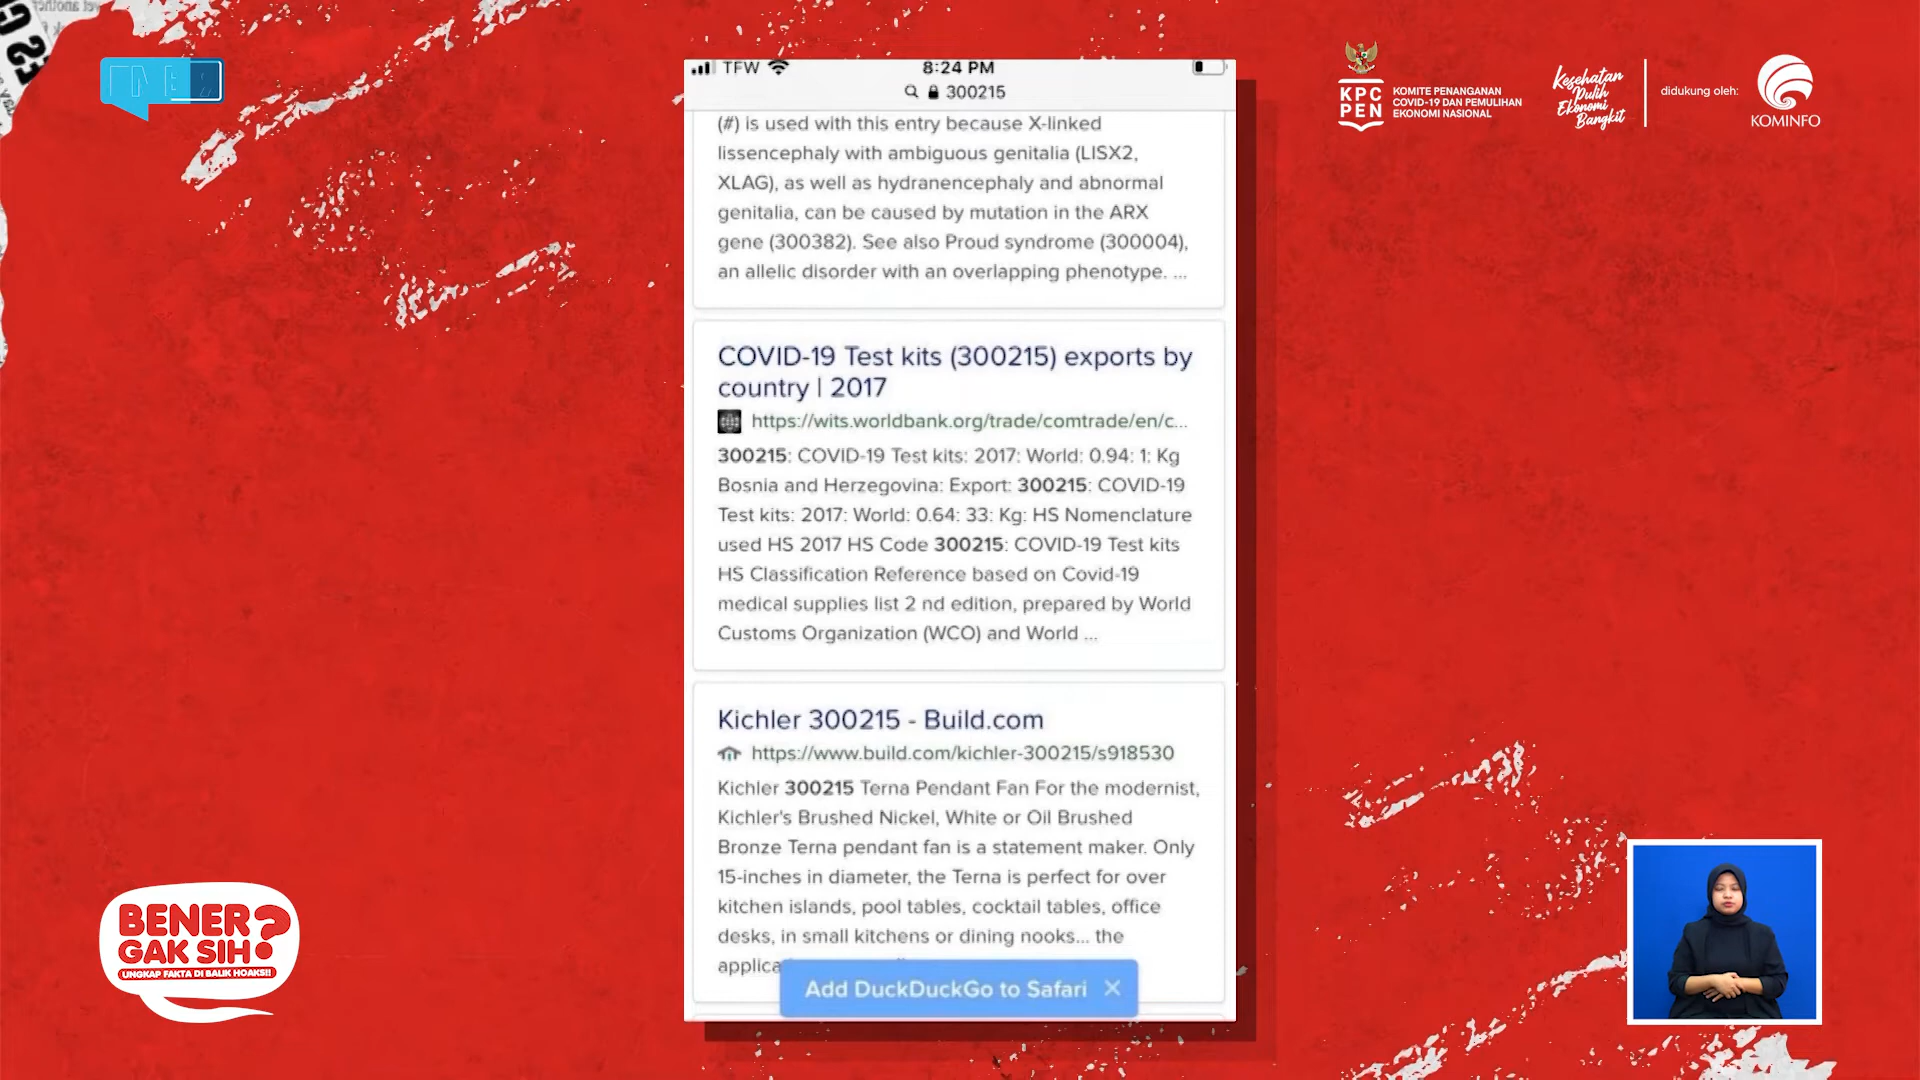 TFW
8:24 PM
300215
KPC
PEN
KOMITE PENANGANAN
COVID-19 DAN PEMULIHAN
EKONOMI NASIONAL
Kesehatan
Pulih
Ekonomi
Bangkit
didukung oleh:
KOMINFO
(#) is used with this entry because X-linked
lissencephaly with ambiguous genitalia (LISX2,
XLAG), as well as hydranencephaly and abnormal
genitalia, can be caused by mutation in the ARX
gene (300382). See also Proud syndrome (300004),
an allelic disorder with an overlapping phenotype. ...
COVID-19 Test kits (300215) exports by
country | 2017
https://wits.worldbank.org/trade/comtrade/en/c...
300215: COVID-19 Test kits: 2017: World: 0.94: 1: Kg
Bosnia and Herzegovina: Export: 300215: COVID-19
Test kits: 2017: World: 0.64: 33: Kg: HS Nomenclature
used HS 2017 HS Code 300215: COVID-19 Test kits
HS Classification Reference based on Covid-19
medical supplies list 2 nd edition, prepared by World
Customs Organization (WCO) and World ...
Kichler 300215 - Build.com
https://www.build.com/kichler-300215/s918530
Kichler 300215 Terna Pendant Fan For the modernist,
Kichler's Brushed Nickel, White or Oil Brushed
Bronze Terna pendant fan is a statement maker. Only
15-inches in diameter, the Terna is perfect for over
kitchen islands, pool tables, cocktail tables, office
desks, in small kitchens or dining nooks... the
Add DuckDuckGo to Safari
BENER
GAK SIH?
UNGKAP FAKTA DI BALIK HOAKS!!